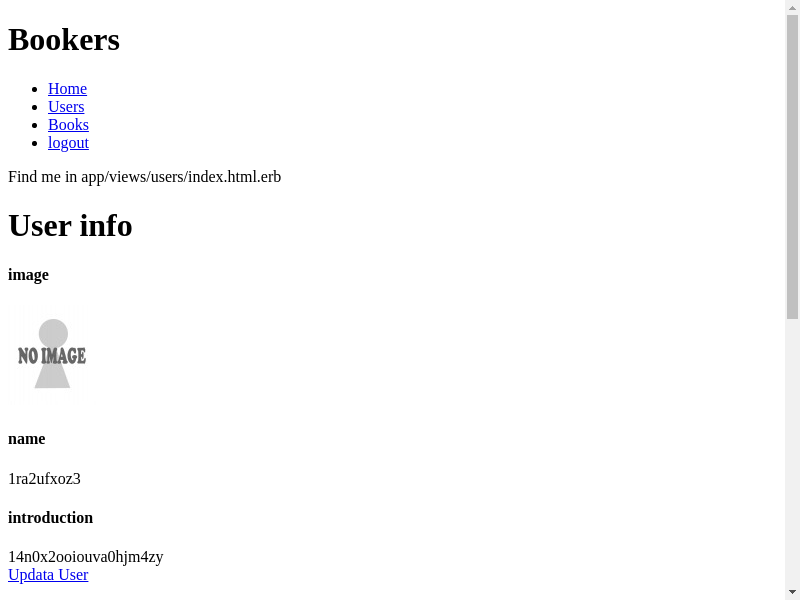 Bookers
Home
Users
Books
logout
Find me in app/views/users/index.html.erb
User info
image
NO IMAGE
name
1ra2ufxoz3
introduction
14n0x2ooiouva0hjm4zy
Updata User